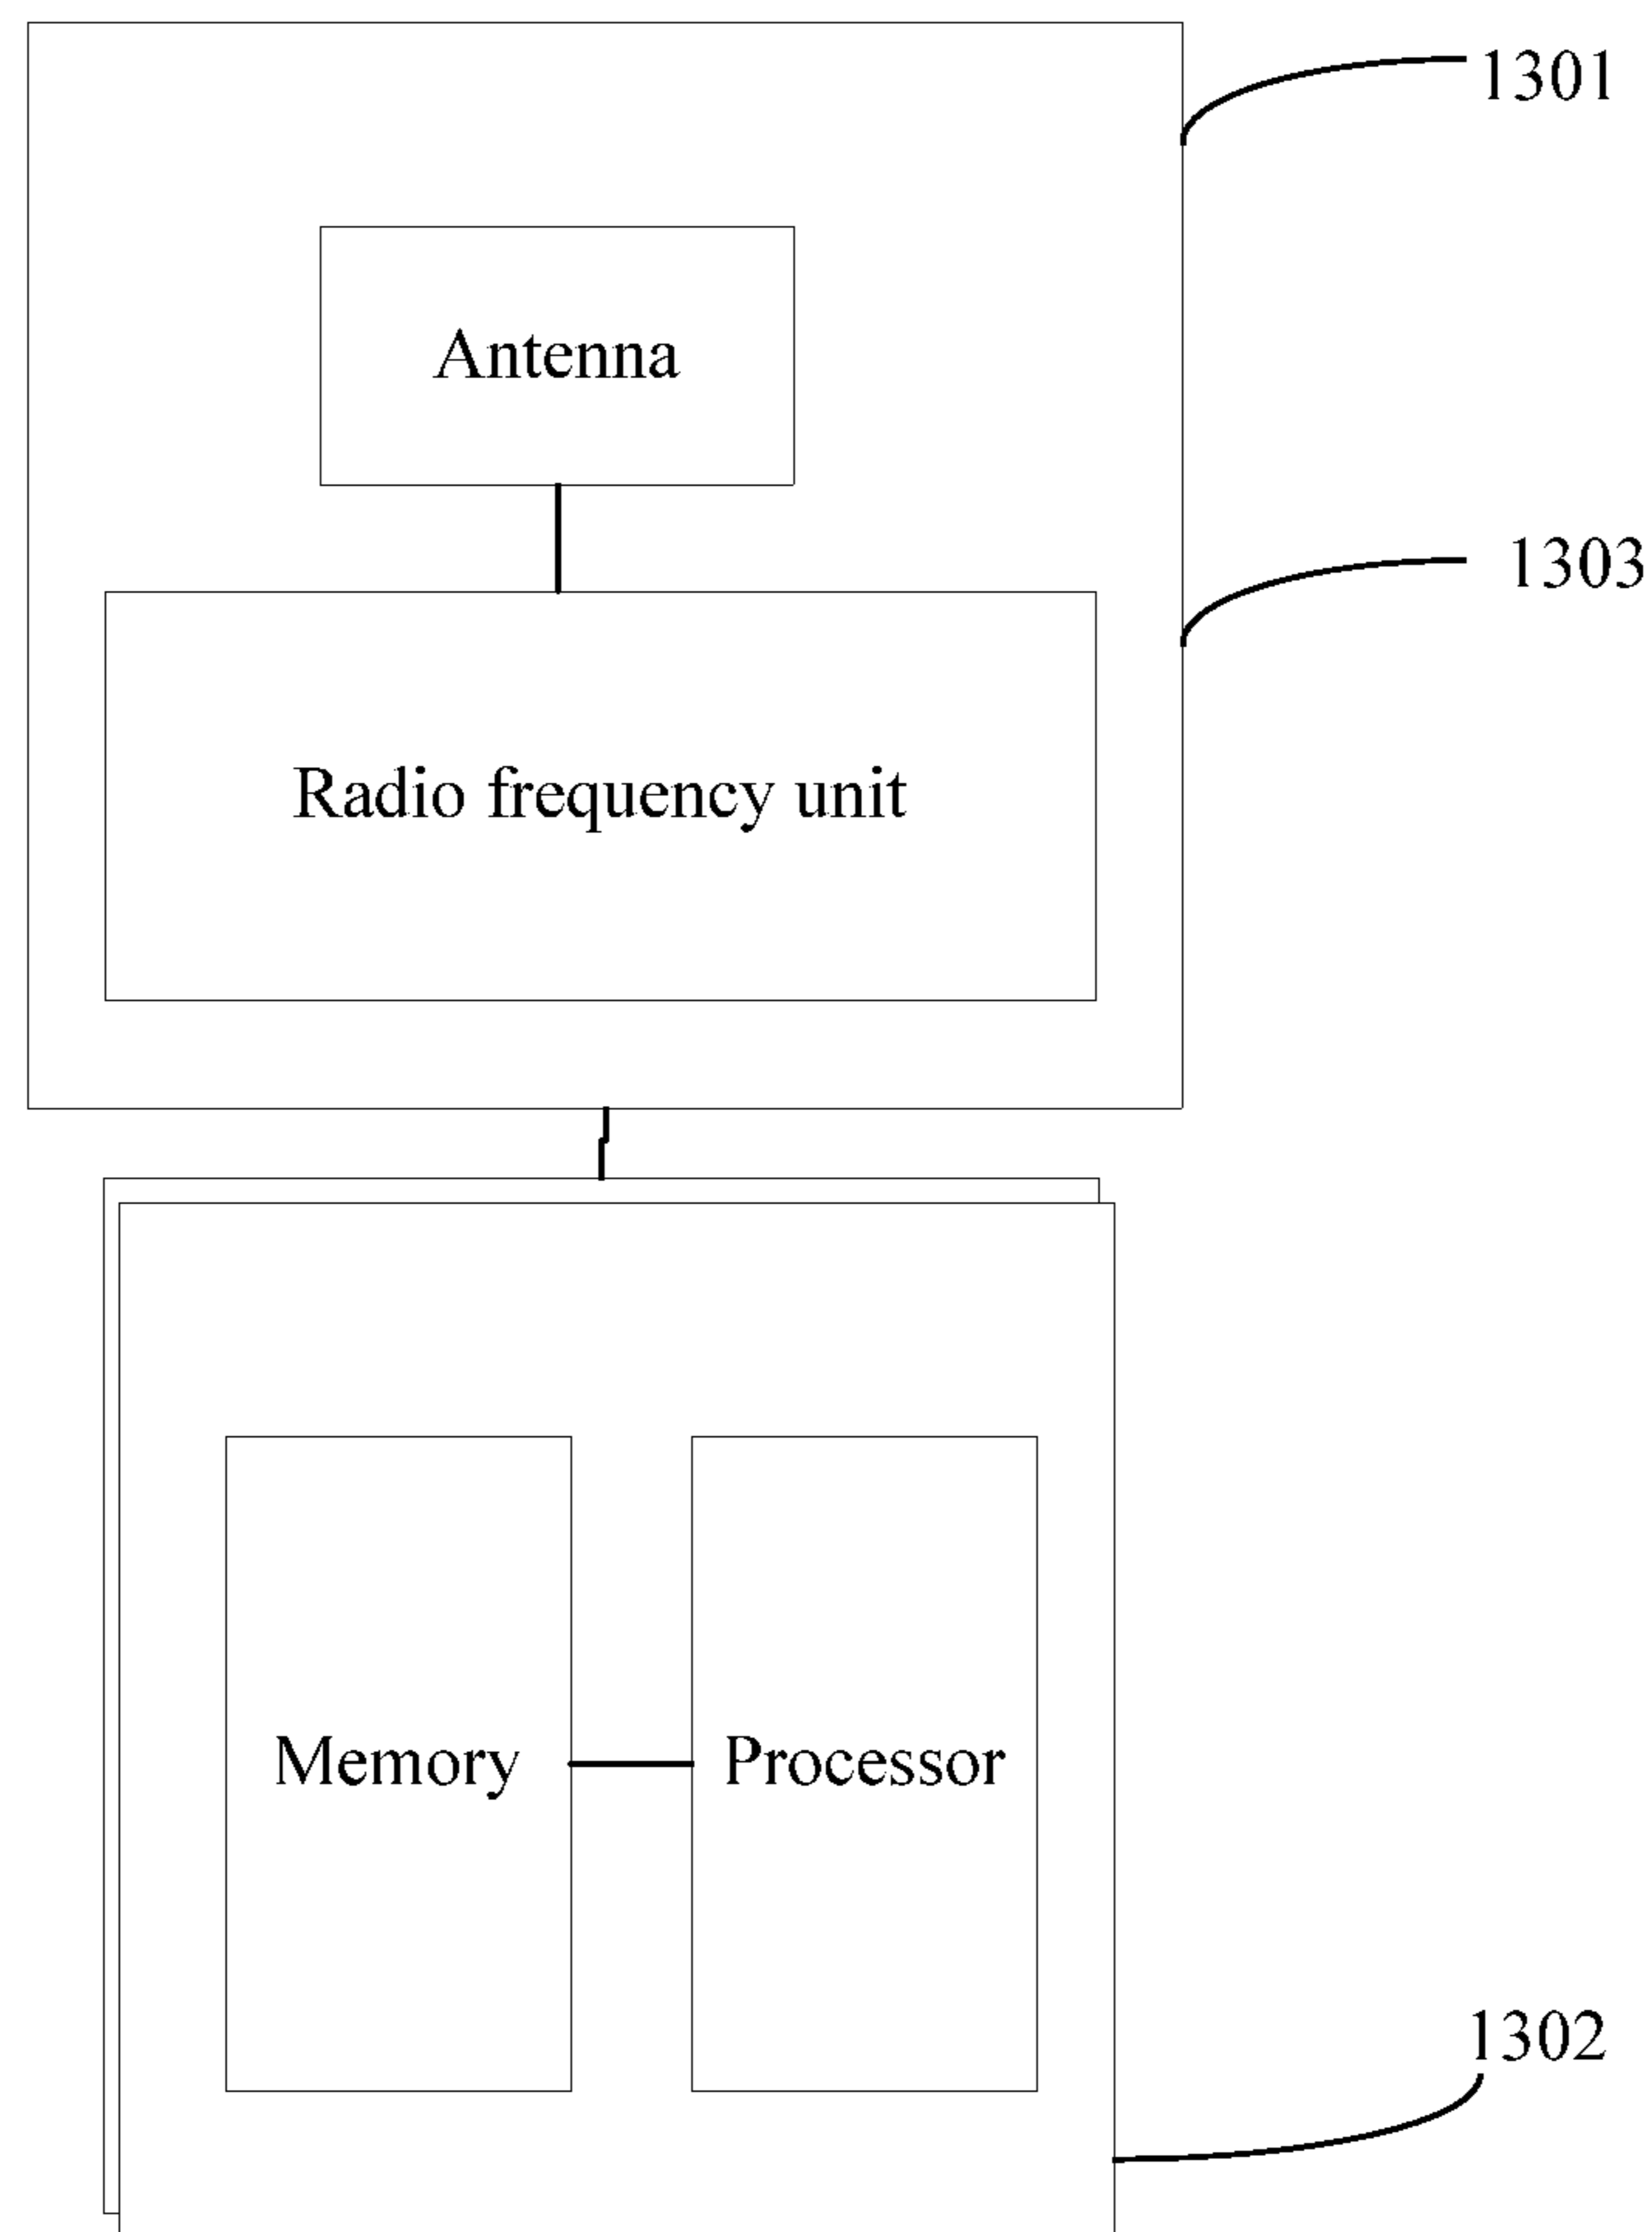 1301
Antenna
1303
Radio frequency unit
Memory
Processor
1302